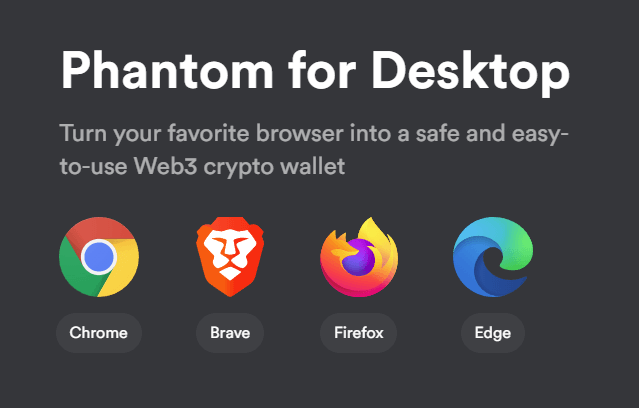 Phantom for Desktop
Turn your favorite browser into a safe and easy-
to-use Web3 crypto wallet
Chrome
Brave
Firefox
Edge